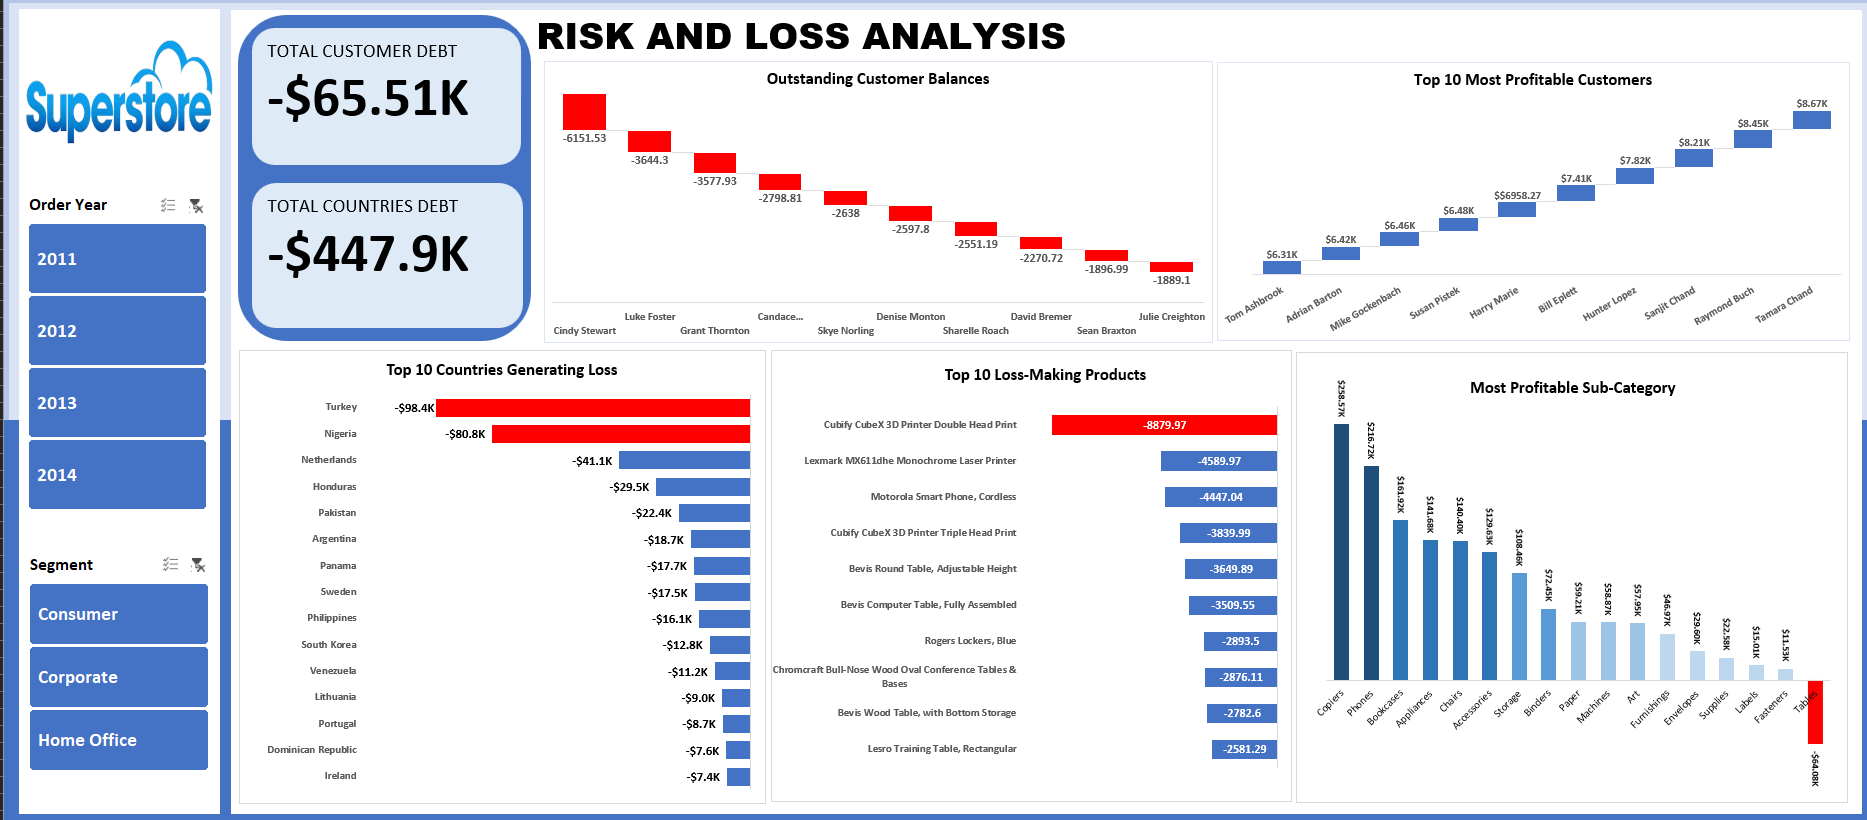 Superstore
Order Year
2011
2012
2013
2014
Segment
Consumer
Corporate
Home Office
TOTAL CUSTOMER DEBT
-$65.51K
TOTAL COUNTRIES DEBT
-$447.9K
RISK AND LOSS ANALYSIS
Outstanding Customer Balances
-6151.53
-3644.3
-3577.93
-2798.81
-2638
-2597.8
-2551.19
-2270.72
-1896.99
-1889.1
Cindy Stewart
Luke Foster
Grant Thornton
Candace...
Skye Norling
Denise Monton
Sharelle Roach
David Bremer
Sean Braxton
Julie Creighton
Top 10 Most Profitable Customers
$6.31K
$6.42K
$6.46K
$6.48K
$$6958.27
$7.41K
$7.82K
$8.21K
$8.45K
$8.67K
Tom Ashbrook
Adrian Barton
Mike Gockenbach
Susan Pistek
Harry Marie
Bill Eplett
Hunter Lopez
Sanjit Chand
Raymond Buch
Tamara Chand
Top 10 Countries Generating Loss
Turkey -$98.4K
Nigeria -$80.8K
Netherlands -$41.1K
Honduras -$29.5K
Pakistan -$22.4K
Argentina -$18.7K
Panama -$17.7K
Sweden -$17.5K
Philippines -$16.1K
South Korea -$12.8K
Venezuela -$11.2K
Lithuania -$9.0K
Portugal -$8.7K
Dominican Republic -$7.6K
Ireland -$7.4K
Top 10 Loss-Making Products
Cubify CubeX 3D Printer Double Head Print -8879.97
Lexmark MX611dhe Monochrome Laser Printer -4589.97
Motorola Smart Phone, Cordless -4447.04
Cubify CubeX 3D Printer Triple Head Print -3839.99
Bevis Round Table, Adjustable Height -3649.89
Bevis Computer Table, Fully Assembled -3509.55
Rogers Lockers, Blue -2893.5
Chromcraft Bull-Nose Wood Oval Conference Tables &
Bases -2876.11
Bevis Wood Table, with Bottom Storage -2782.6
Lesro Training Table, Rectangular -2581.29
Most Profitable Sub-Category
$258.57K
$216.72K
$161.92K
$141.68K
$140.40K
$129.63K
$108.46K
$72.45K
$59.21K
$58.87K
$57.95K
$46.97K
$29.60K
$22.58K
$15.01K
$11.53K
-$64.08K
Copiers
Phones
Bookcases
Appliances
Chairs
Accessories
Storage
Binders
Paper
Machines
Art
Furnishings
Envelopes
Supplies
Labels
Fasteners
Tables